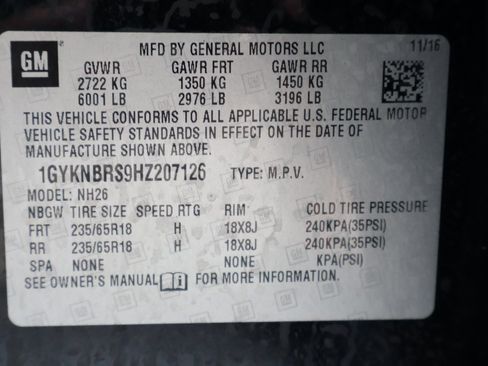 GM
MFD BY GENERAL MOTORS LLC 11/16
GVWR GAWR FRT GAWR RR
2722 KG 1350 KG 1450 KG
6001 LB 2976 LB 3196 LB
THIS VEHICLE CONFORMS TO ALL APPLICABLE U.S. FEDERAL MOTOR
VEHICLE SAFETY STANDARDS IN EFFECT ON THE DATE OF
MANUFACTURE SHOWN ABOVE.
1GYKNBRS9HZ207126 TYPE: M.P.V.
MODEL: NH26
NBGW TIRE SIZE SPEED RTG RIM COLD TIRE PRESSURE
FRT 235/65R18 H 18X8J 240KPA(35PSI)
RR 235/65R18 H 18X8J 240KPA(35PSI)
SPA NONE NONE KPA(PSI)
SEE OWNER'S MANUAL FOR MORE INFORMATION.